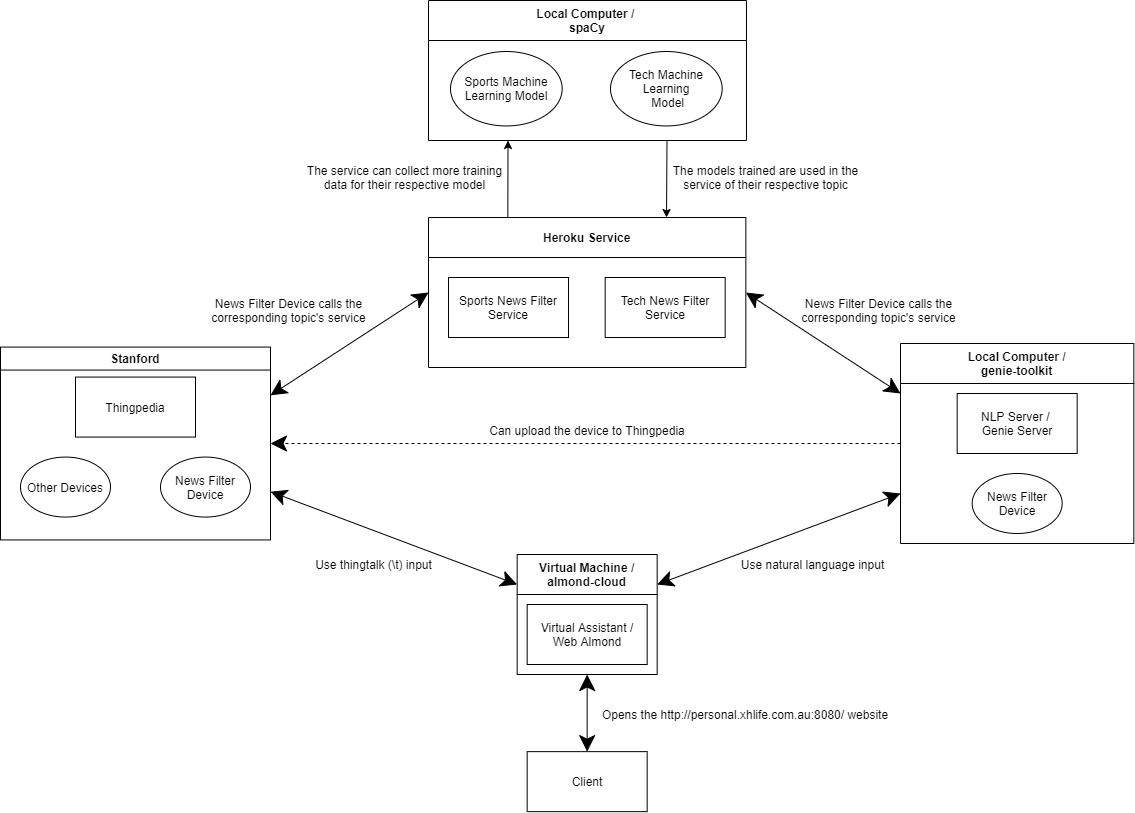 Local Computer /
spaCy
Sports Machine
Learning Model
Tech Machine
Learning
Model
The service can collect more training
data for their respective model
The models trained are used in the
service of their respective topic
Heroku Service
Sports News Filter
Service
Tech News Filter
Service
News Filter Device calls the
corresponding topic's service
News Filter Device calls the
corresponding topic's service
Stanford
Thingpedia
Other Devices
News Filter
Device
Local Computer /
genie-toolkit
NLP Server /
Genie Server
News Filter
Device
Can upload the device to Thingpedia
Use thingtalk (\t) input
Use natural language input
Virtual Machine /
almond-cloud
Virtual Assistant /
Web Almond
Opens the http://personal.xhlife.com.au:8080/ website
Client